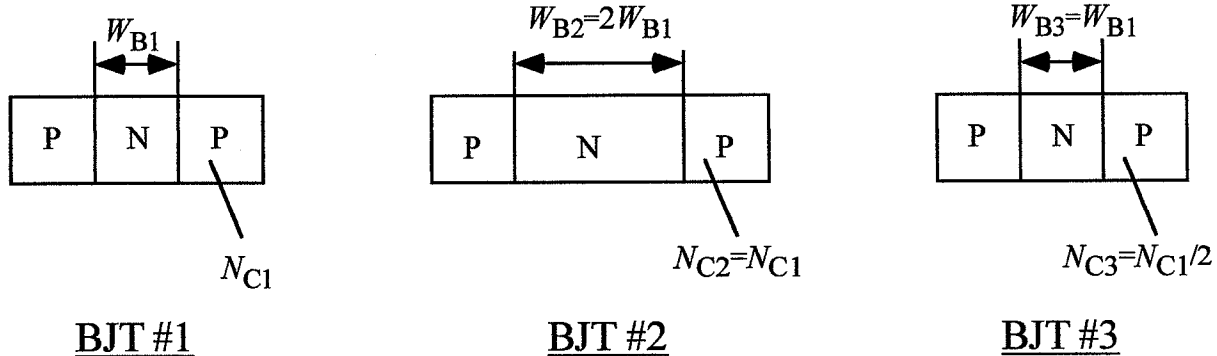 W_B1
P N P
N_C1
BJT #1
W_B2=2W_B1
P N P
N_C2=N_C1
BJT #2
W_B3=W_B1
P N P
N_C3=N_C1/2
BJT #3